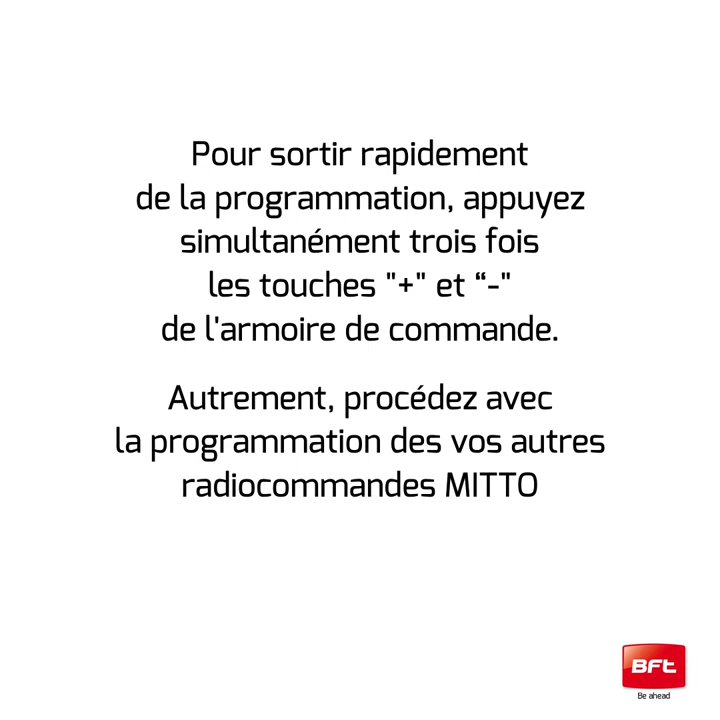 Pour sortir rapidement
de la programmation, appuyez
simultanément trois fois
les touches "+" et “-"
de l'armoire de commande.
Autrement, procédez avec
la programmation des vos autres
radiocommandes MITTO
BFt
Be ahead